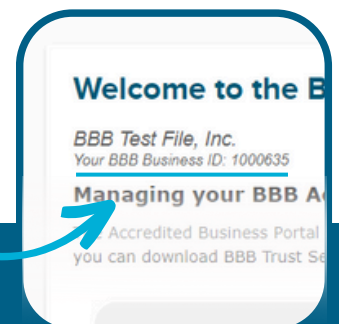 Welcome to the B
BBB Test File, Inc.
Your BBB Business ID: 1000635
Managing your BBB A
Accredited Business Portal
you can download BBB Trust Se